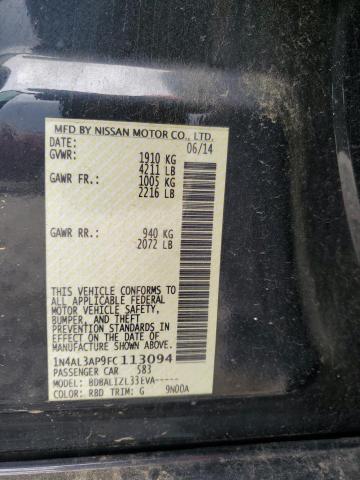 MFD BY NISSAN MOTOR CO., LTD.
DATE: 06/14
GVWR: 1910 KG
4211 LB
GAWR FR.: 1005 KG
2216 LB
GAWR RR.: 940 KG
2072 LB
THIS VEHICLE CONFORMS TO
ALL APPLICABLE FEDERAL
MOTOR VEHICLE SAFETY,
BUMPER, AND THEFT
PREVENTION STANDARDS IN
EFFECT ON THE DATE OF
MANUFACTURE SHOWN ABOVE.
1N4AL3AP9FC113094
PASSENGER CAR 583
MODEL: BDBALIZL33EVA-----
COLOR: RBD TRIM: G 9N00A